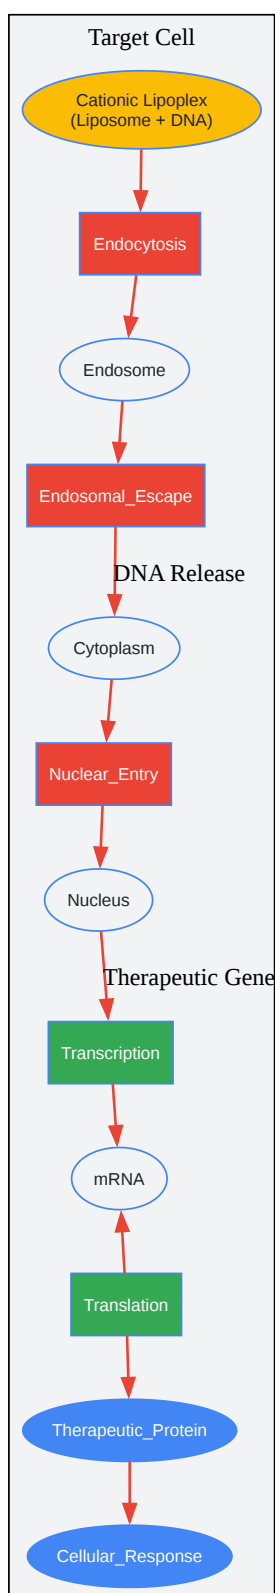 Target Cell
Cationic Lipoplex
(Liposome + DNA)
Endocytosis
Endosome
Endosomal_Escape
DNA Release
Cytoplasm
Nuclear_Entry
Nucleus
Therapeutic Gene
Transcription
mRNA
Translation
Therapeutic_Protein
Cellular_Response